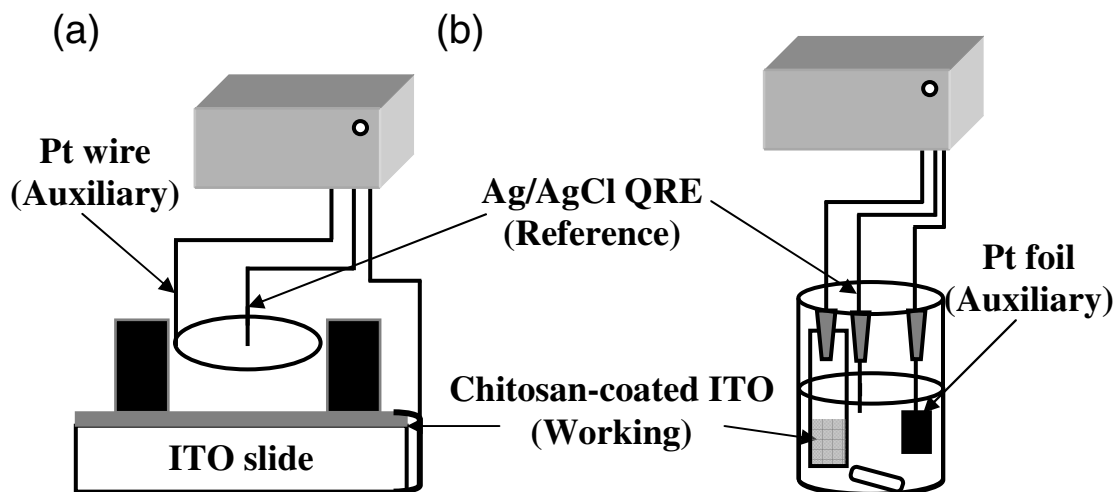 (a)
(b)
Pt wire
(Auxiliary)
Ag/AgCl QRE
(Reference)
Pt foil
(Auxiliary)
Chitosan-coated ITO
(Working)
ITO slide